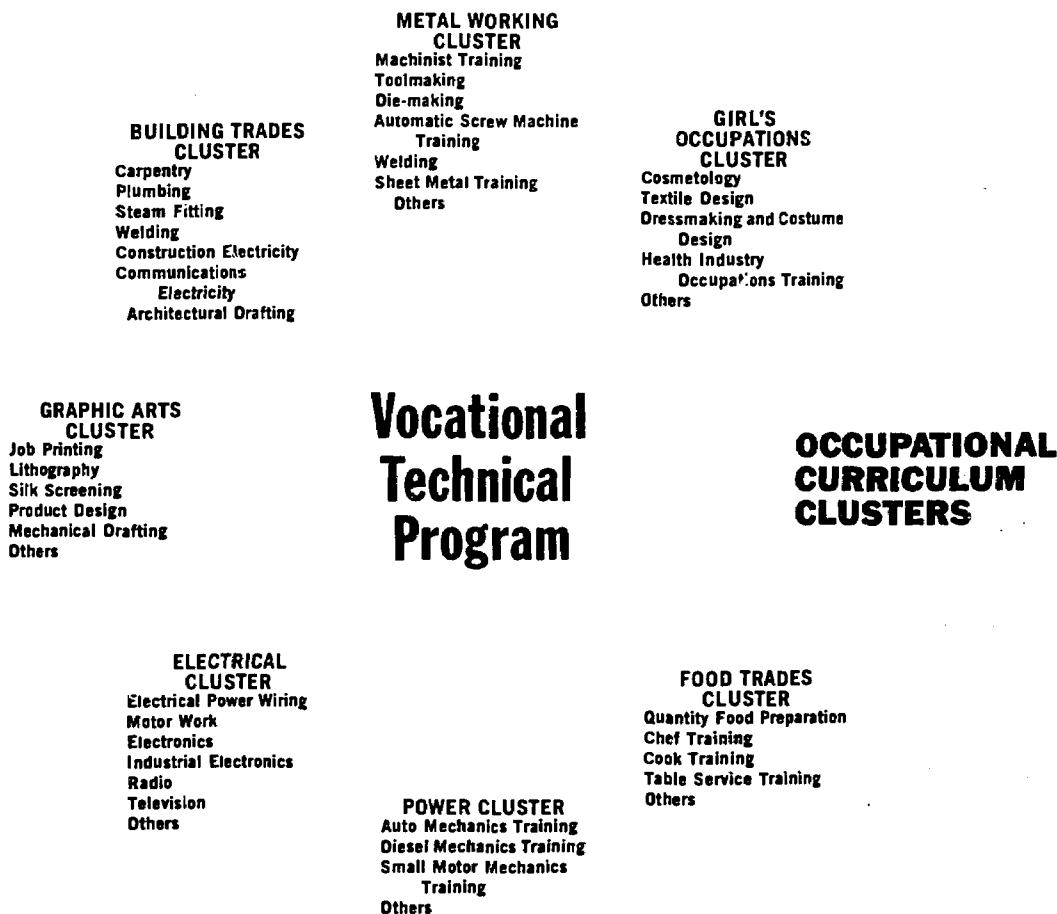 METAL WORKING
CLUSTER
Machinist Training
Toolmaking
Die-making
Automatic Screw Machine
Training
Welding
Sheet Metal Training
Others
BUILDING TRADES
CLUSTER
Carpentry
Plumbing
Steam Fitting
Welding
Construction Electricity
Communications
Electricity
Architectural Drafting
GIRL'S
OCCUPATIONS
CLUSTER
Cosmetology
Textile Design
Dressmaking and Costume
Design
Health Industry
Occupations Training
Others
GRAPHIC ARTS
CLUSTER
Job Printing
Lithography
Silk Screening
Product Design
Mechanical Drafting
Others
Vocational
Technical
Program
OCCUPATIONAL
CURRICULUM
CLUSTERS
ELECTRICAL
CLUSTER
Electrical Power Wiring
Motor Work
Electronics
Industrial Electronics
Radio
Television
Others
POWER CLUSTER
Auto Mechanics Training
Diesel Mechanics Training
Small Motor Mechanics
Training
Others
FOOD TRADES
CLUSTER
Quantity Food Preparation
Chef Training
Cook Training
Table Service Training
Others